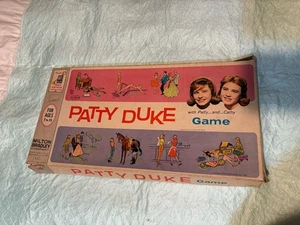 PATTY DUKE
with Patty...and...Cathy
Game
FOR
AGES
MILTON
BRADLEY
PATTY DUKE Game